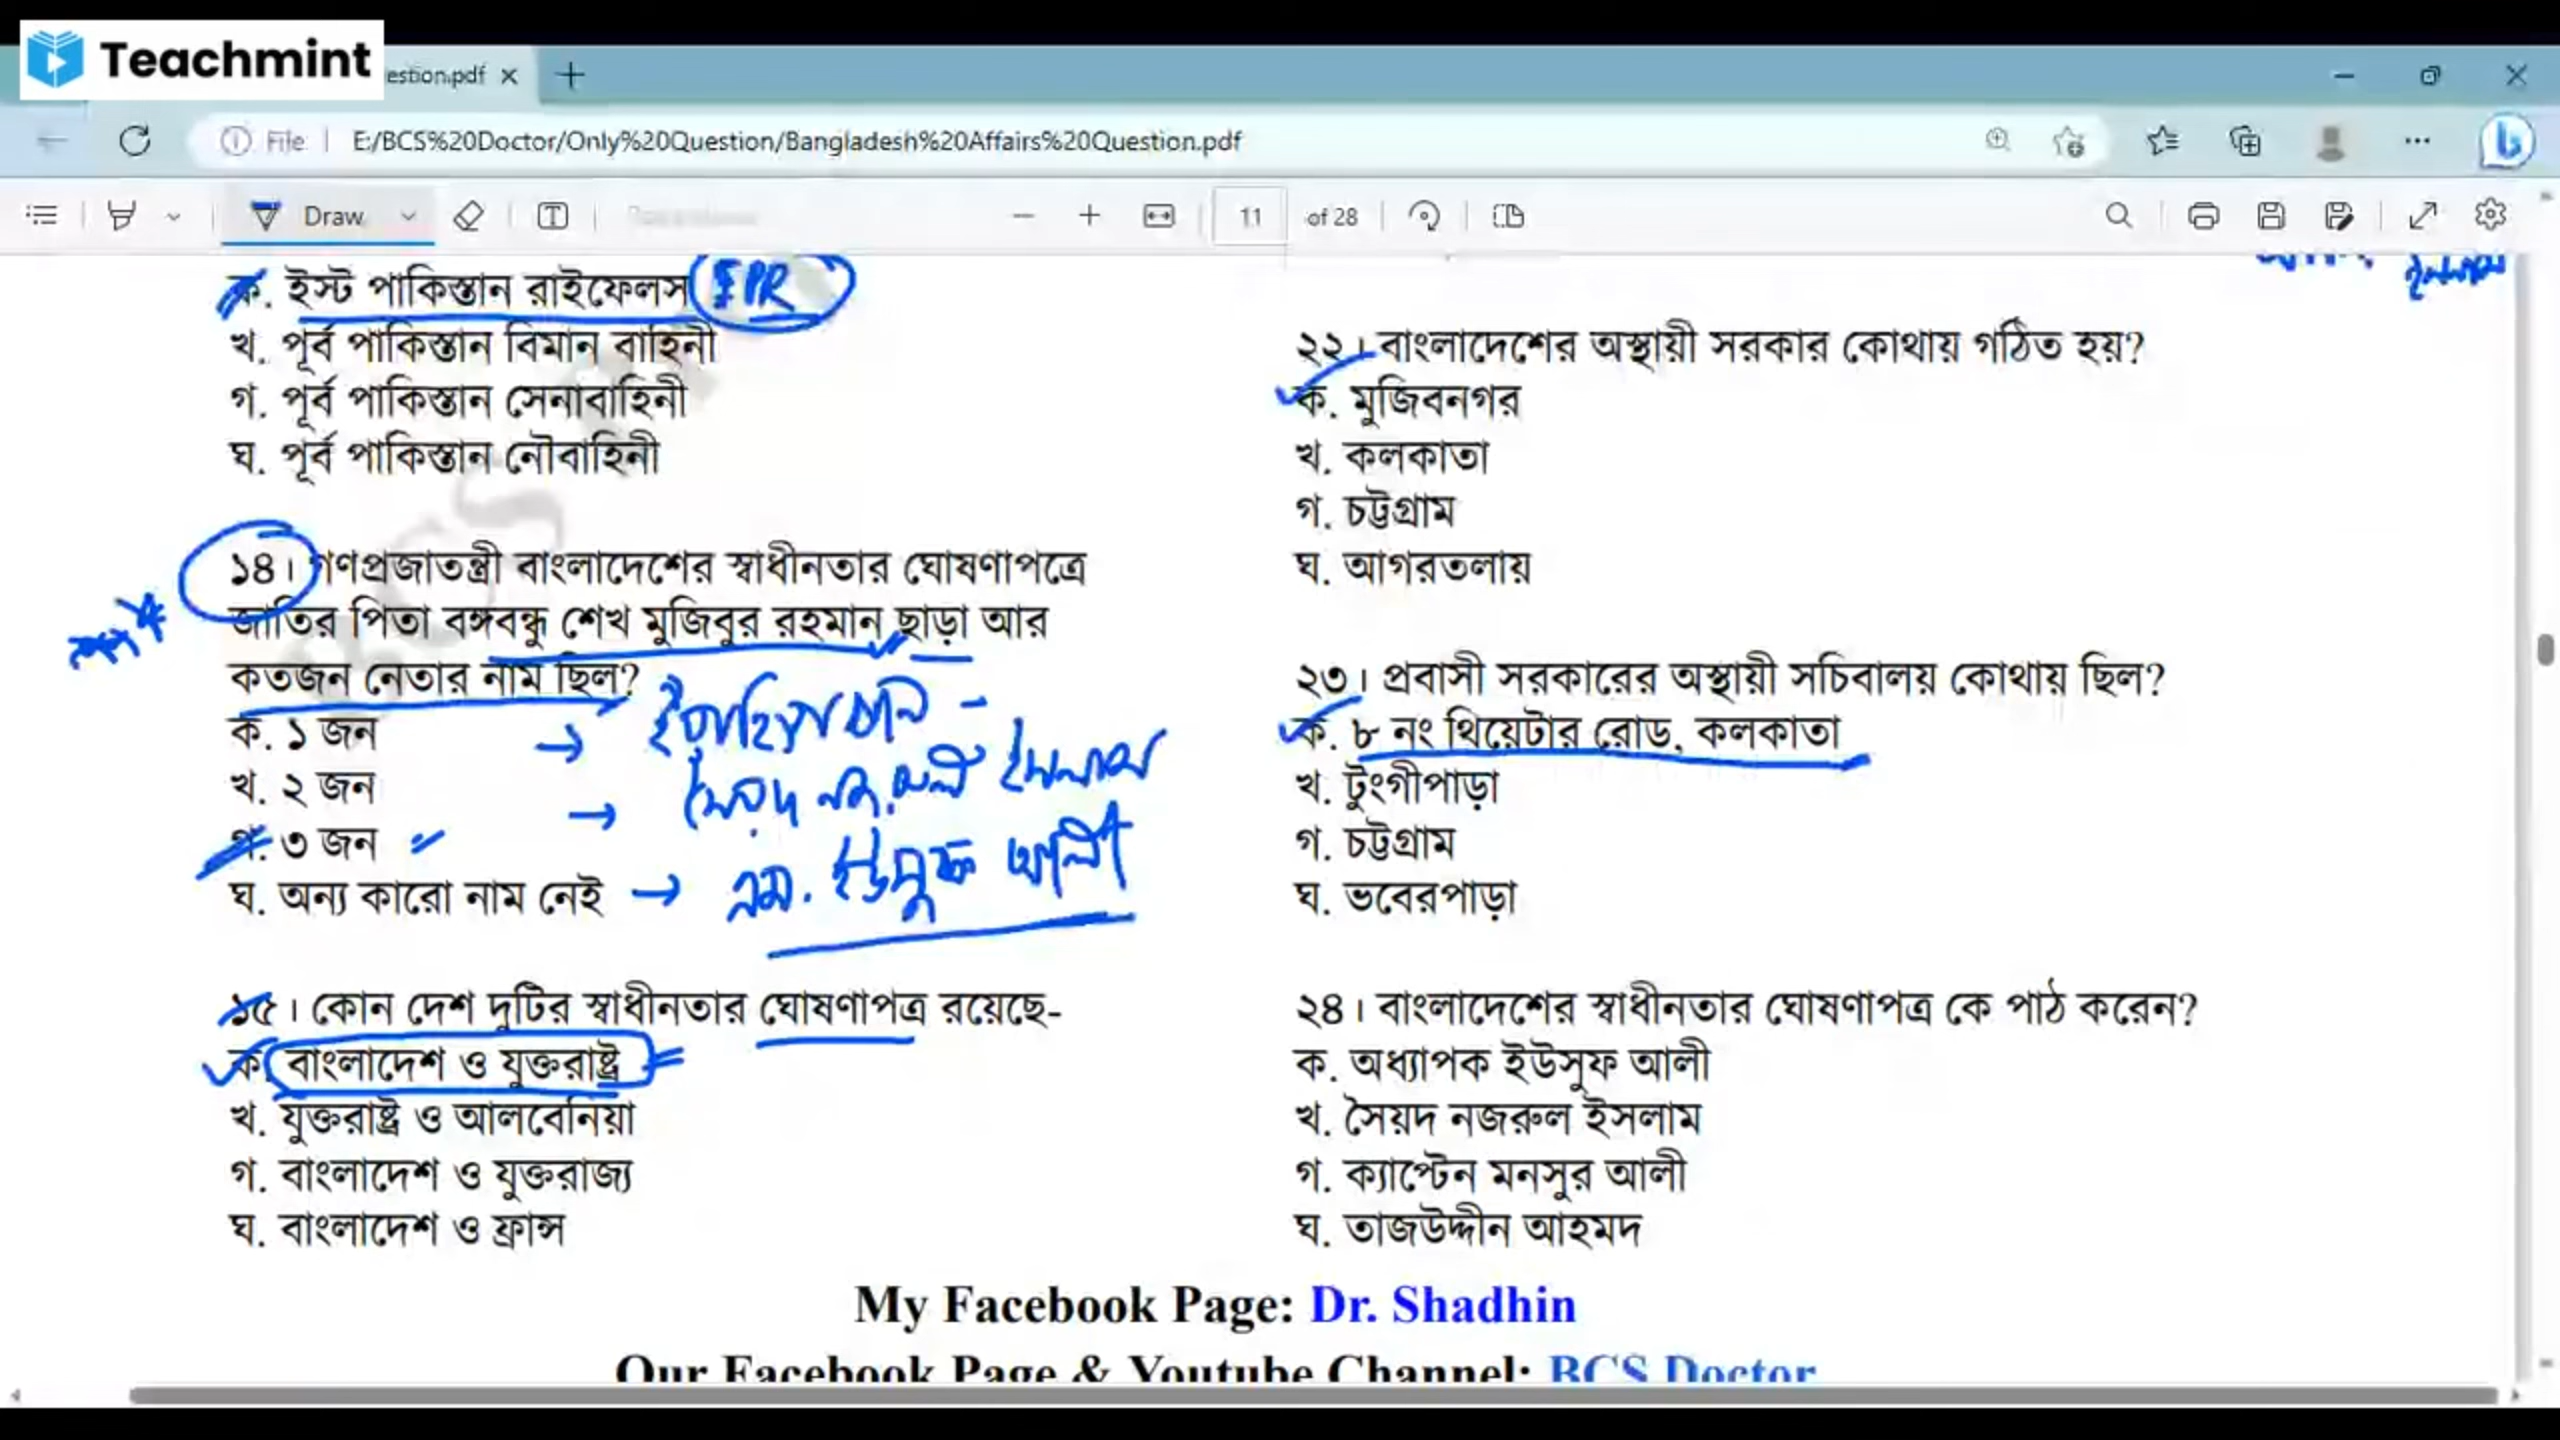 Teachmint
estion.pdf
File
E:/BCS%20Doctor/Only%20Question/Bangladesh%20Affairs%20Question.pdf
Draw
11 of 28
ক. ইস্ট পাকিস্তান রাইফেলস EPR
খ. পূর্ব পাকিস্তান বিমান বাহিনী
গ. পূর্ব পাকিস্তান সেনাবাহিনী
ঘ. পূর্ব পাকিস্তান নৌবাহিনী
১৪। গণপ্রজাতন্ত্রী বাংলাদেশের স্বাধীনতার ঘোষণাপত্রে
জাতির পিতা বঙ্গবন্ধু শেখ মুজিবুর রহমান ছাড়া আর
কতজন নেতার নাম ছিল?
ক. ১ জন
খ. ২ জন
গ. ৩ জন
ঘ. অন্য কারো নাম নেই
ইয়াহিয়া খান -
সৈয়দ নজরুল ইসলাম
এম. ইউসুফ আলী
১৫। কোন দেশ দুটির স্বাধীনতার ঘোষণাপত্র রয়েছে-
ক. বাংলাদেশ ও যুক্তরাষ্ট্র
খ. যুক্তরাষ্ট্র ও আলবেনিয়া
গ. বাংলাদেশ ও যুক্তরাজ্য
ঘ. বাংলাদেশ ও ফ্রান্স
২২। বাংলাদেশের অস্থায়ী সরকার কোথায় গঠিত হয়?
ক. মুজিবনগর
খ. কলকাতা
গ. চট্টগ্রাম
ঘ. আগরতলায়
২৩। প্রবাসী সরকারের অস্থায়ী সচিবালয় কোথায় ছিল?
ক. ৮ নং থিয়েটার রোড, কলকাতা
খ. টুংগীপাড়া
গ. চট্টগ্রাম
ঘ. ভবেরপাড়া
২৪। বাংলাদেশের স্বাধীনতার ঘোষণাপত্র কে পাঠ করেন?
ক. অধ্যাপক ইউসুফ আলী
খ. সৈয়দ নজরুল ইসলাম
গ. ক্যাপ্টেন মনসুর আলী
ঘ. তাজউদ্দীন আহমদ
My Facebook Page: Dr. Shadhin
Our Facebook Page & Youtube Channel: BCS Doctor